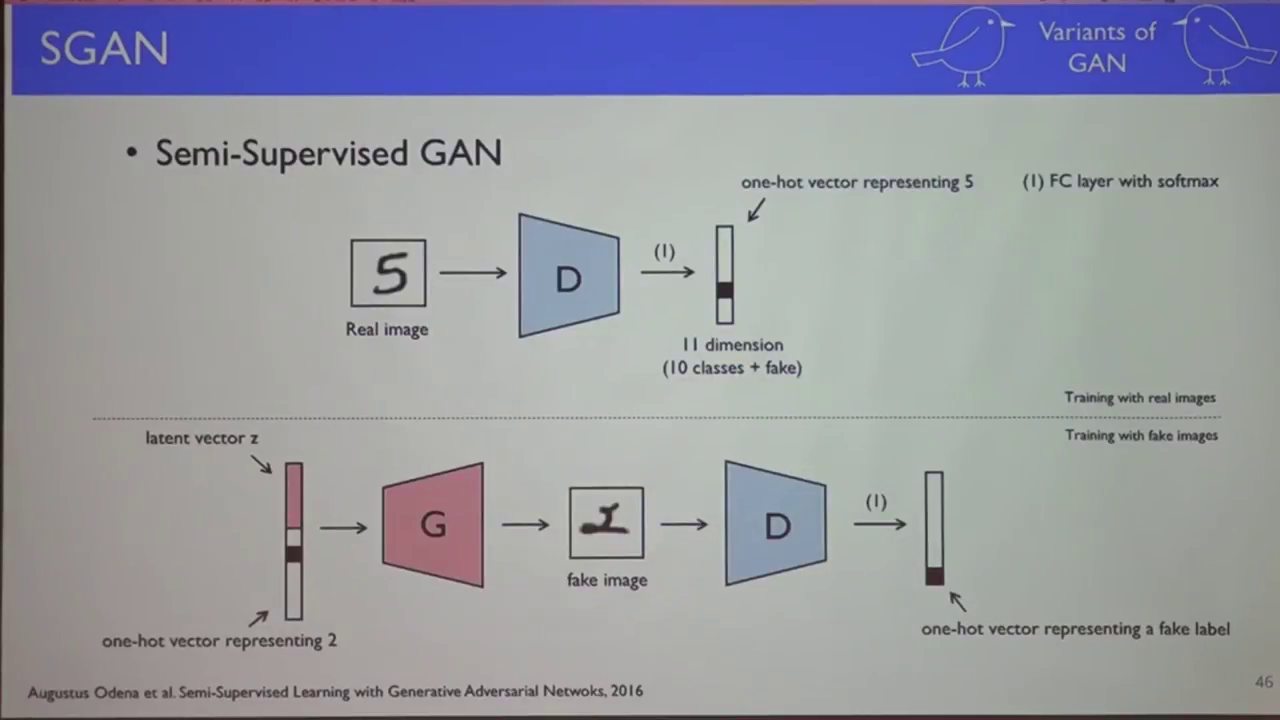 SGAN
Variants of
GAN
• Semi-Supervised GAN
one-hot vector representing 5
(1) FC layer with softmax
5
D
(1)
Real image
11 dimension
(10 classes + fake)
Training with real images
Training with fake images
latent vector z
G
D
(1)
fake image
one-hot vector representing 2
one-hot vector representing a fake label
Augustus Odena et al. Semi-Supervised Learning with Generative Adversarial Netwoks, 2016
46